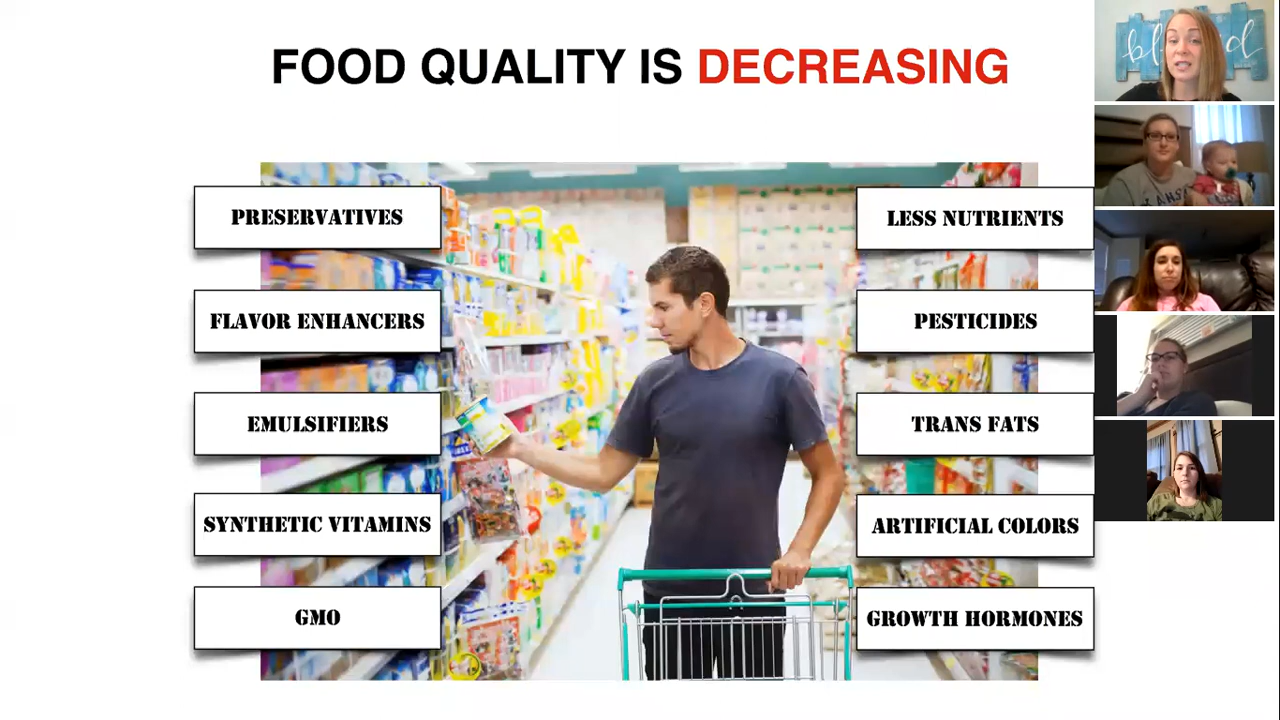 FOOD QUALITY IS DECREASING
PRESERVATIVES
FLAVOR ENHANCERS
EMULSIFIERS
SYNTHETIC VITAMINS
GMO
LESS NUTRIENTS
PESTICIDES
TRANS FATS
ARTIFICIAL COLORS
GROWTH HORMONES